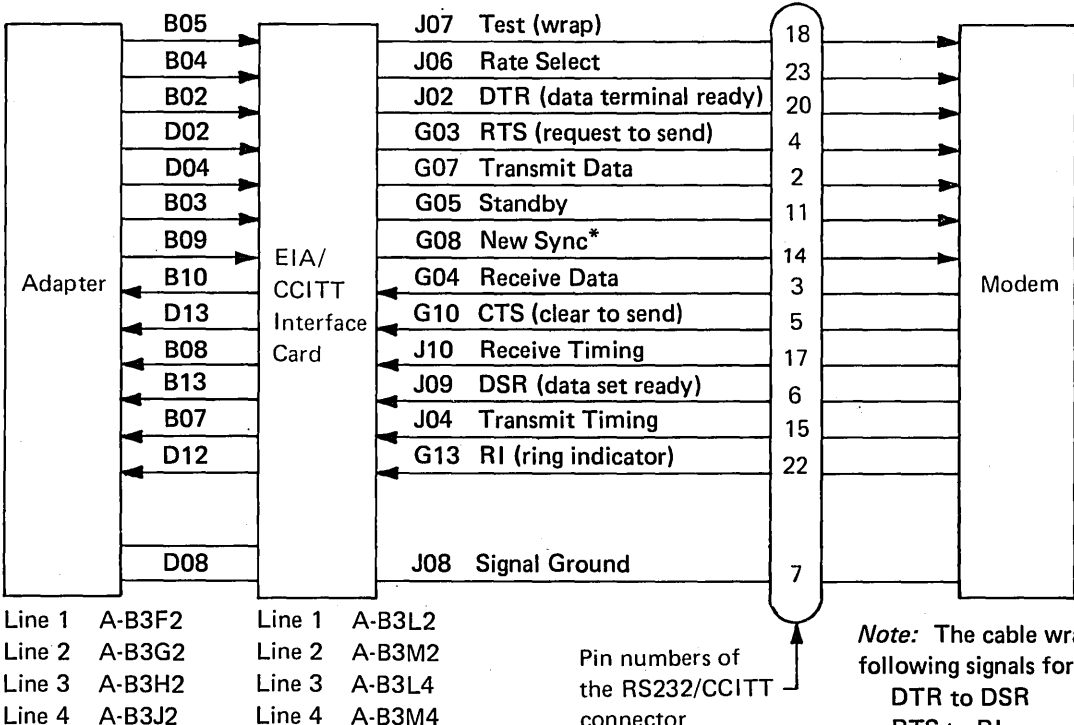 B05 J07 Test (wrap) 18
B04 J06 Rate Select 23
B02 J02 DTR (data terminal ready) 20
D02 G03 RTS (request to send) 4
D04 G07 Transmit Data 2
B03 G05 Standby 11
B09 G08 New Sync* 14
Adapter
EIA/
CCITT
Interface
Card
Modem
B10 G04 Receive Data 3
D13 G10 CTS (clear to send) 5
B08 J10 Receive Timing 17
B13 J09 DSR (data set ready) 6
B07 J04 Transmit Timing 15
D12 G13 RI (ring indicator) 22
D08 J08 Signal Ground 7
Line 1 A-B3F2
Line 2 A-B3G2
Line 3 A-B3H2
Line 4 A-B3J2
Line 1 A-B3L2
Line 2 A-B3M2
Line 3 A-B3L4
Line 4 A-B3M4
Pin numbers of
the RS232/CCITT
connector
Note: The cable
following signals for
DTR to DSR
RTS to RI